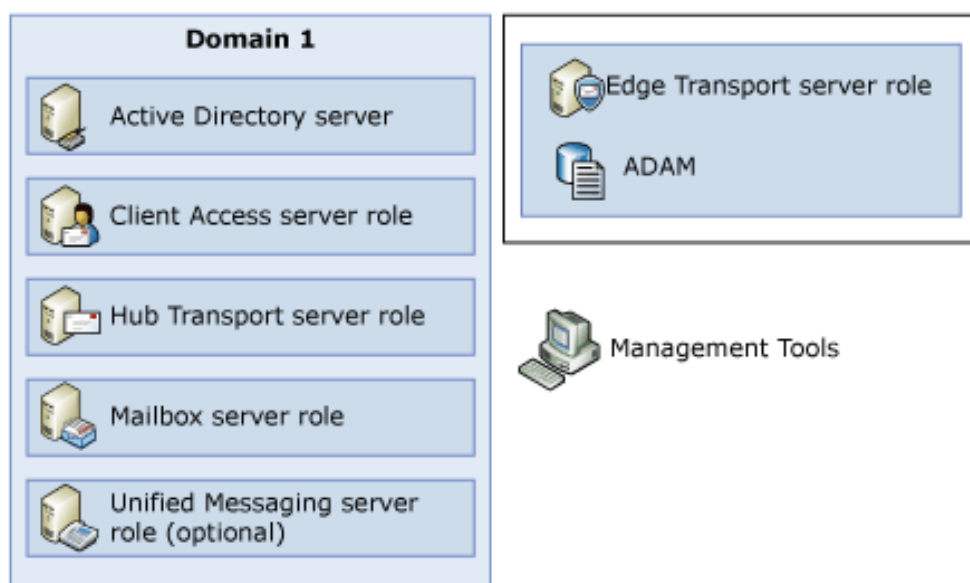 Domain 1
Active Directory server
Client Access server role
Hub Transport server role
Mailbox server role
Unified Messaging server
role (optional)
Edge Transport server role
ADAM
Management Tools